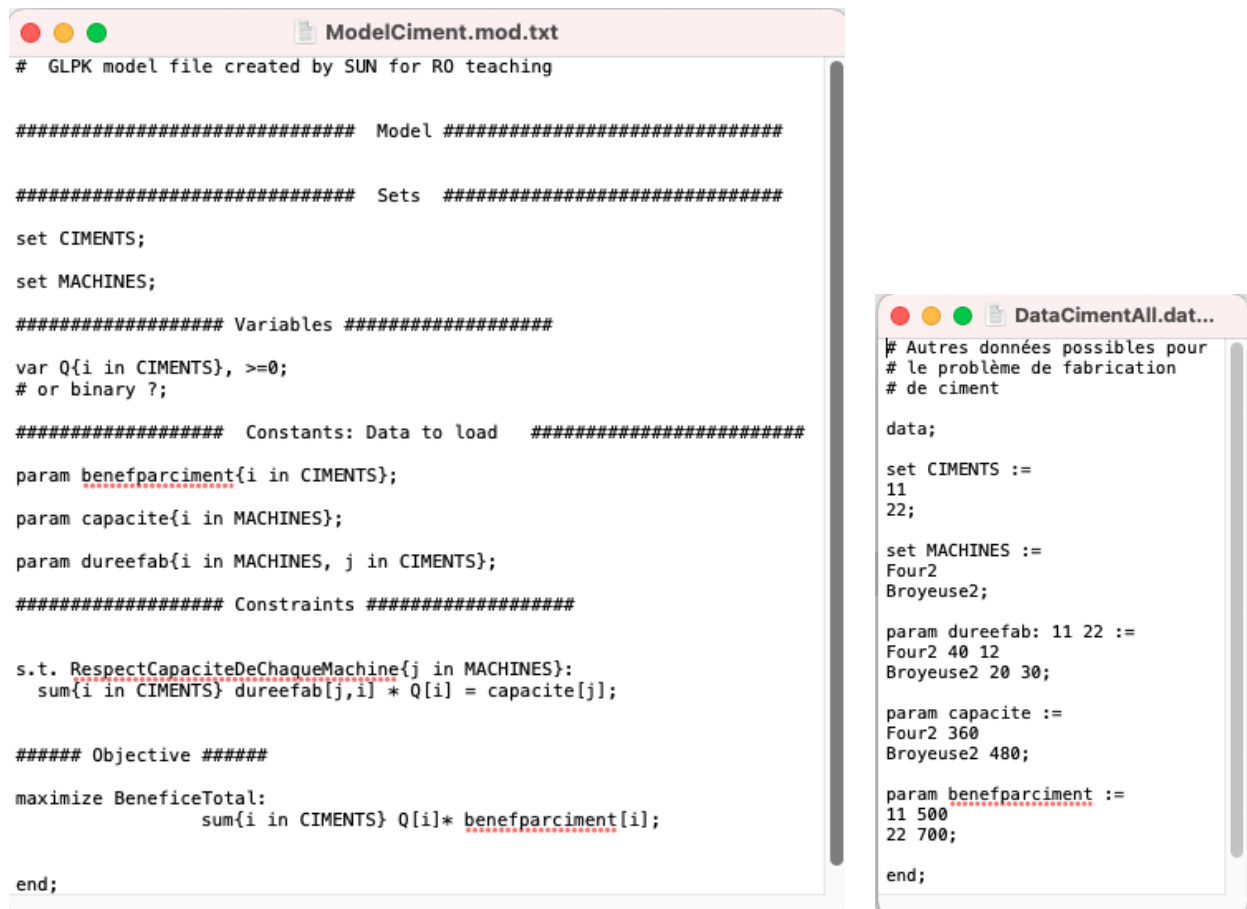 ModelCiment.mod.txt
#  GLPK model file created by SUN for RO teaching
###############################  Model ###############################
###############################  Sets  ###############################
set CIMENTS;
set MACHINES;
################### Variables ###################
var Q{i in CIMENTS}, >=0;
# or binary ?;
###################  Constants: Data to load   #########################
param benefparciment{i in CIMENTS};
param capacite{i in MACHINES};
param dureefab{i in MACHINES, j in CIMENTS};
################### Constraints ###################
s.t. RespectCapaciteDeChaqueMachine{j in MACHINES}:
sum{i in CIMENTS} dureefab[j,i] * Q[i] = capacite[j];
###### Objective ######
maximize BeneficeTotal:
sum{i in CIMENTS} Q[i]* benefparciment[i];
end;
DataCimentAll.dat...
# Autres données possibles pour
# le problème de fabrication
# de ciment
data;
set CIMENTS :=
11
22;
set MACHINES :=
Four2
Broyeuse2;
param dureefab: 11 22 :=
Four2 40 12
Broyeuse2 20 30;
param capacite :=
Four2 360
Broyeuse2 480;
param benefparciment :=
11 500
22 700;
end;